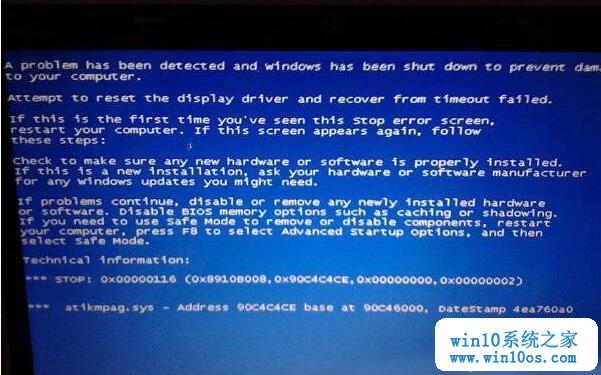 A problem has been detected and windows has been shut down to prevent dam
to your computer.
Attempt to reset the display driver and recover from timeout failed.
If this is the first time you've seen this Stop error screen,
restart your computer. If this screen appears again, follow
these steps:
Check to make sure any new hardware or software is properly installed.
If this is a new installation, ask your hardware or software manufacturer
for any Windows updates you might need.
If problems continue, disable or remove any newly installed hardware
or software. Disable BIOS memory options such as caching or shadowing.
If you need to use Safe Mode to remove or disable components, restart
your computer, press F8 to select Advanced Startup Options, and then
select Safe Mode.
Technical information:
*** STOP: 0x00000116 (0x8910B008,0x90C4C4CE,0x00000000,0x00000002)
*** atikmpag.sys - Address 90C4C4CE base at 90C46000, DateStamp 4ea760a0
win10系统之家
www.win10os.com